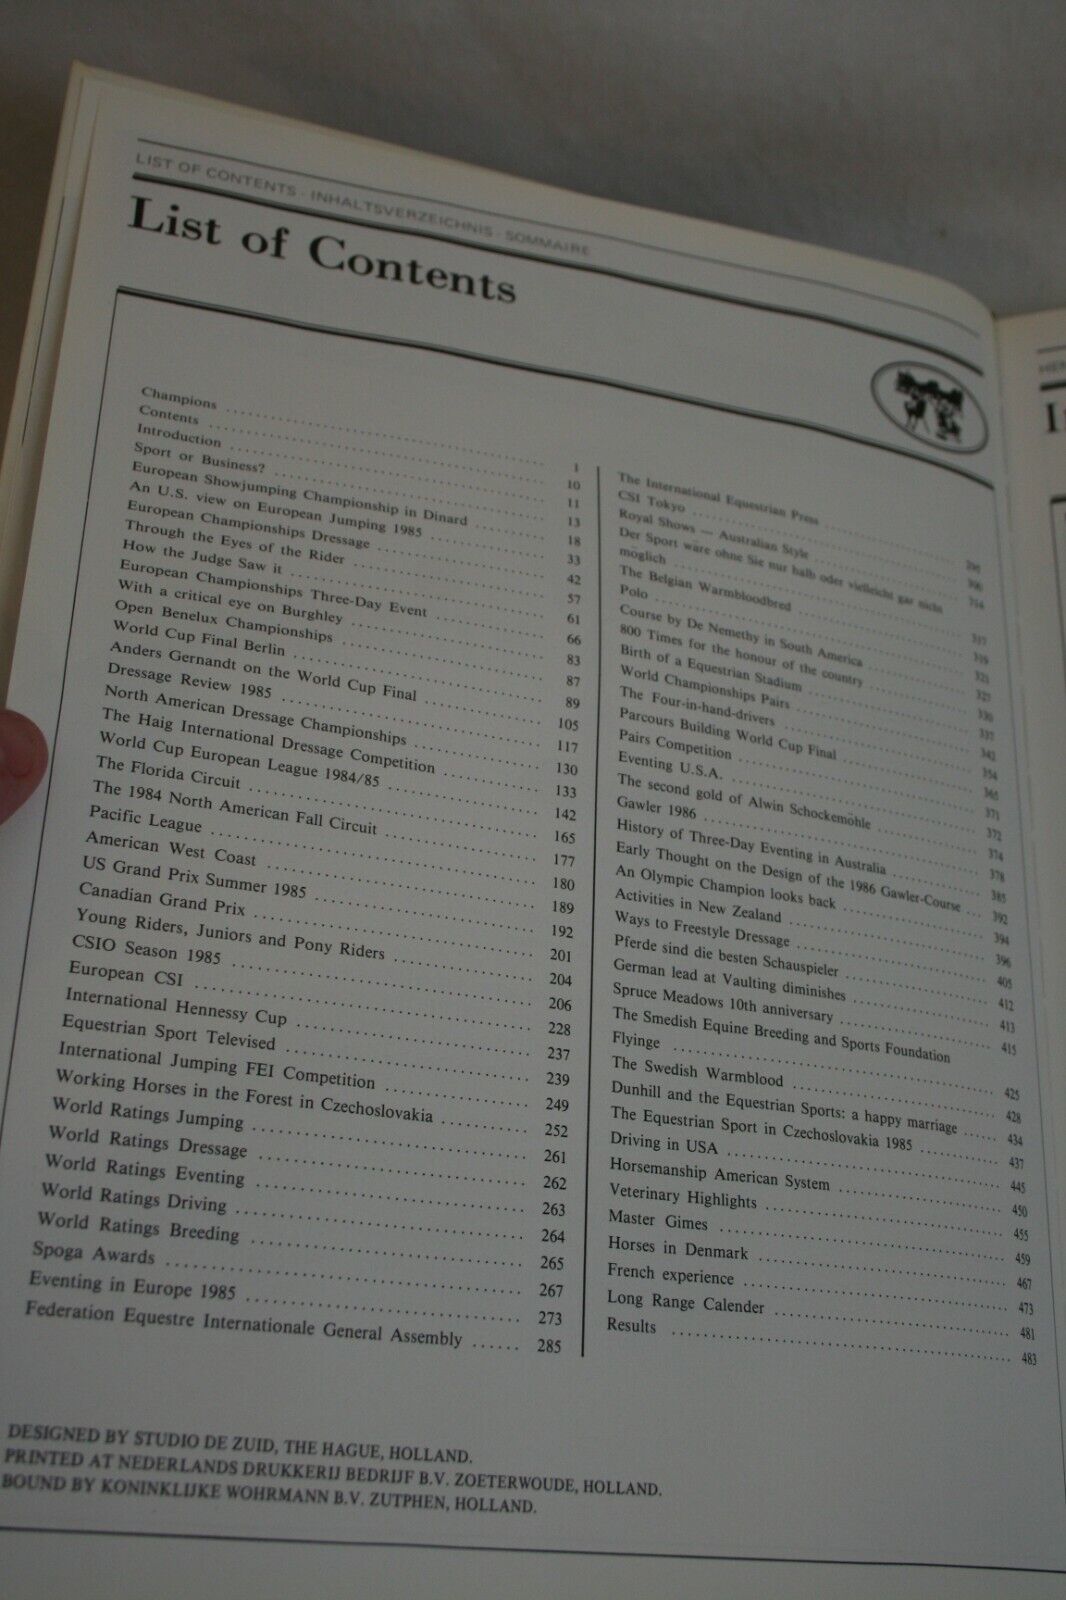 LIST OF CONTENTS - INHALTSVERZEICHNIS - SOMMAIRE
List of Contents
Champions 1
Contents 10
Introduction 11
Sport or Business? 13
European Showjumping Championship in Dinard 18
An U.S. view on European Jumping 1985 33
European Championships Dressage 42
Through the Eyes of the Rider 57
How the Judge Saw it 61
European Championships Three-Day Event 66
With a critical eye on Burghley 83
Open Benelux Championships 87
World Cup Final Berlin 89
Anders Gernandt on the World Cup Final 105
Dressage Review 1985 117
North American Dressage Championships 130
The Haig International Dressage Competition 133
World Cup European League 1984/85 142
The Florida Circuit 165
The 1984 North American Fall Circuit 177
Pacific League 180
American West Coast 189
US Grand Prix Summer 1985 192
Canadian Grand Prix 201
Young Riders, Juniors and Pony Riders 204
CSIO Season 1985 206
European CSI 228
International Hennessy Cup 237
Equestrian Sport Televised 239
International Jumping FEI Competition 249
Working Horses in the Forest in Czechoslovakia 252
World Ratings Jumping 261
World Ratings Dressage 262
World Ratings Eventing 263
World Ratings Driving 264
World Ratings Breeding 265
Spoga Awards 267
Eventing in Europe 1985 273
Federation Equestre Internationale General Assembly 285
The International Equestrian Press
CSI Tokyo 300
Royal Shows — Australian Style
Der Sport wäre ohne Sie nur halb oder vielleicht gar nicht
möglich
The Belgian Warmbloodbred
Polo
Course by De Nemethy in South America 327
800 Times for the honour of the country 330
Birth of a Equestrian Stadium 337
World Championships Pairs 343
The Four-in-hand-drivers 354
Parcours Building World Cup Final 365
Pairs Competition 371
Eventing U.S.A. 372
The second gold of Alwin Schockemöhle 374
Gawler 1986 378
History of Three-Day Eventing in Australia 385
Early Thought on the Design of the 1986 Gawler-Course 392
An Olympic Champion looks back 394
Activities in New Zealand 396
Ways to Freestyle Dressage 405
Pferde sind die besten Schauspieler 412
German lead at Vaulting diminishes 413
Spruce Meadows 10th anniversary 415
The Smedish Equine Breeding and Sports Foundation
Flyinge 425
The Swedish Warmblood 428
Dunhill and the Equestrian Sports: a happy marriage 434
The Equestrian Sport in Czechoslovakia 1985 437
Driving in USA 445
Horsemanship American System 450
Veterinary Highlights 455
Master Gimes 459
Horses in Denmark 467
French experience 473
Long Range Calender 481
Results 483
DESIGNED BY STUDIO DE ZUID, THE HAGUE, HOLLAND.
PRINTED AT NEDERLANDS DRUKKERIJ BEDRIJF B.V. ZOETERWOUDE, HOLLAND.
BOUND BY KONINKLIJKE WOHRMANN B.V. ZUTPHEN, HOLLAND.